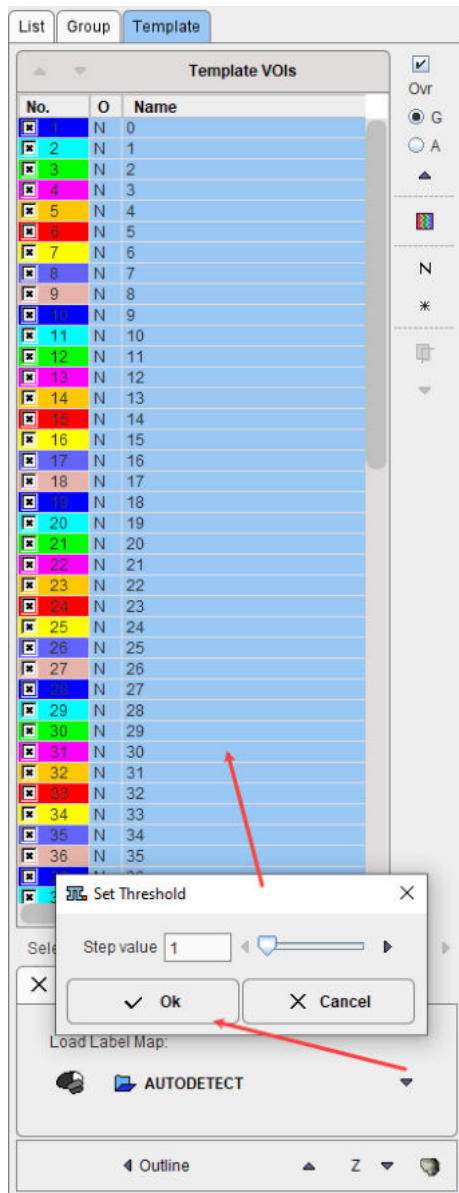 List Group Template
Template VOIs
Ovr
No. O Name
G
A
1 N 0
2 N 1
3 N 2
4 N 3
5 N 4
6 N 5
7 N 6
8 N 7
9 N 8
10 N 9
11 N 10
12 N 11
13 N 12
14 N 13
15 N 14
16 N 15
17 N 16
18 N 17
19 N 18
20 N 19
21 N 20
22 N 21
23 N 22
24 N 23
25 N 24
26 N 25
27 N 26
28 N 27
29 N 28
30 N 29
31 N 30
32 N 31
33 N 32
34 N 33
35 N 34
36 N 35
N
Set Threshold
Step value 1
Ok Cancel
Load Label Map:
AUTODETECT
Outline Z